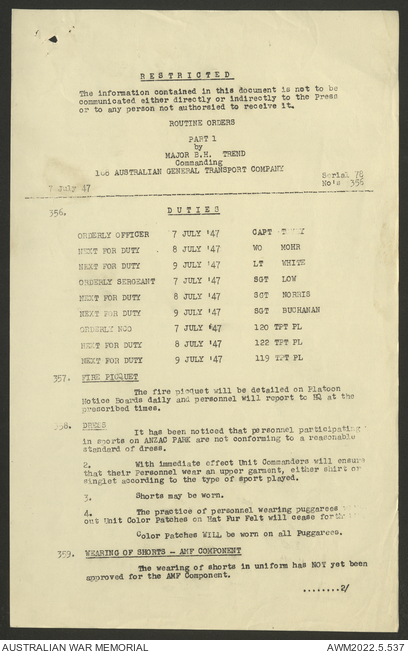 RESTRICTED
The information contained in this document is not to be
communicated either directly or indirectly to the Press
or to any person not authorsied to receive it.
ROUTINE ORDERS
PART 1
by
MAJOR B.H. TREND
Commanding
168 AUSTRALIAN GENERAL TRANSPORT COMPANY
Serial 78
7 July 47 No's 356
356. DUTIES
ORDERLY OFFICER 7 JULY '47 CAPT
NEXT FOR DUTY 8 JULY '47 WO MOHR
NEXT FOR DUTY 9 JULY '47 LT WHITE
ORDERLY SERGEANT 7 JULY '47 SGT LOW
NEXT FOR DUTY 8 JULY '47 SGT NORRIS
NEXT FOR DUTY 9 JULY '47 SGT BUCHANAN
ORDERLY NCO 7 JULY '47 120 TPT PL
NEXT FOR DUTY 8 JULY '47 122 TPT PL
NEXT FOR DUTY 9 JULY '47 119 TPT PL
357. FIRE PICQUET
The fire picquet will be detailed on Platoon
Notice Boards daily and personnel will report to HQ at the
prescribed times.
358. DRESS
It has been noticed that personnel participating
in sports on ANZAC PARK are not conforming to a reasonable
standard of dress.
2. With immediate effect Unit Commandors will ensure
that their Personnel wear an upper garment, either shirt or
singlet according to the type of sport played.
3. Shorts may be worn.
4. The practice of personnel wearing puggarees
out Unit Color Patches on Hat Fur Felt will cease forth
Color Patches WILL be worn on all Puggarees.
359. WEARING OF SHORTS - AMF COMPONENT
The wearing of shorts in uniform has NOT yet been
approved for the AMF Component.
........2/
AUSTRALIAN WAR MEMORIAL AWM2022.5.537